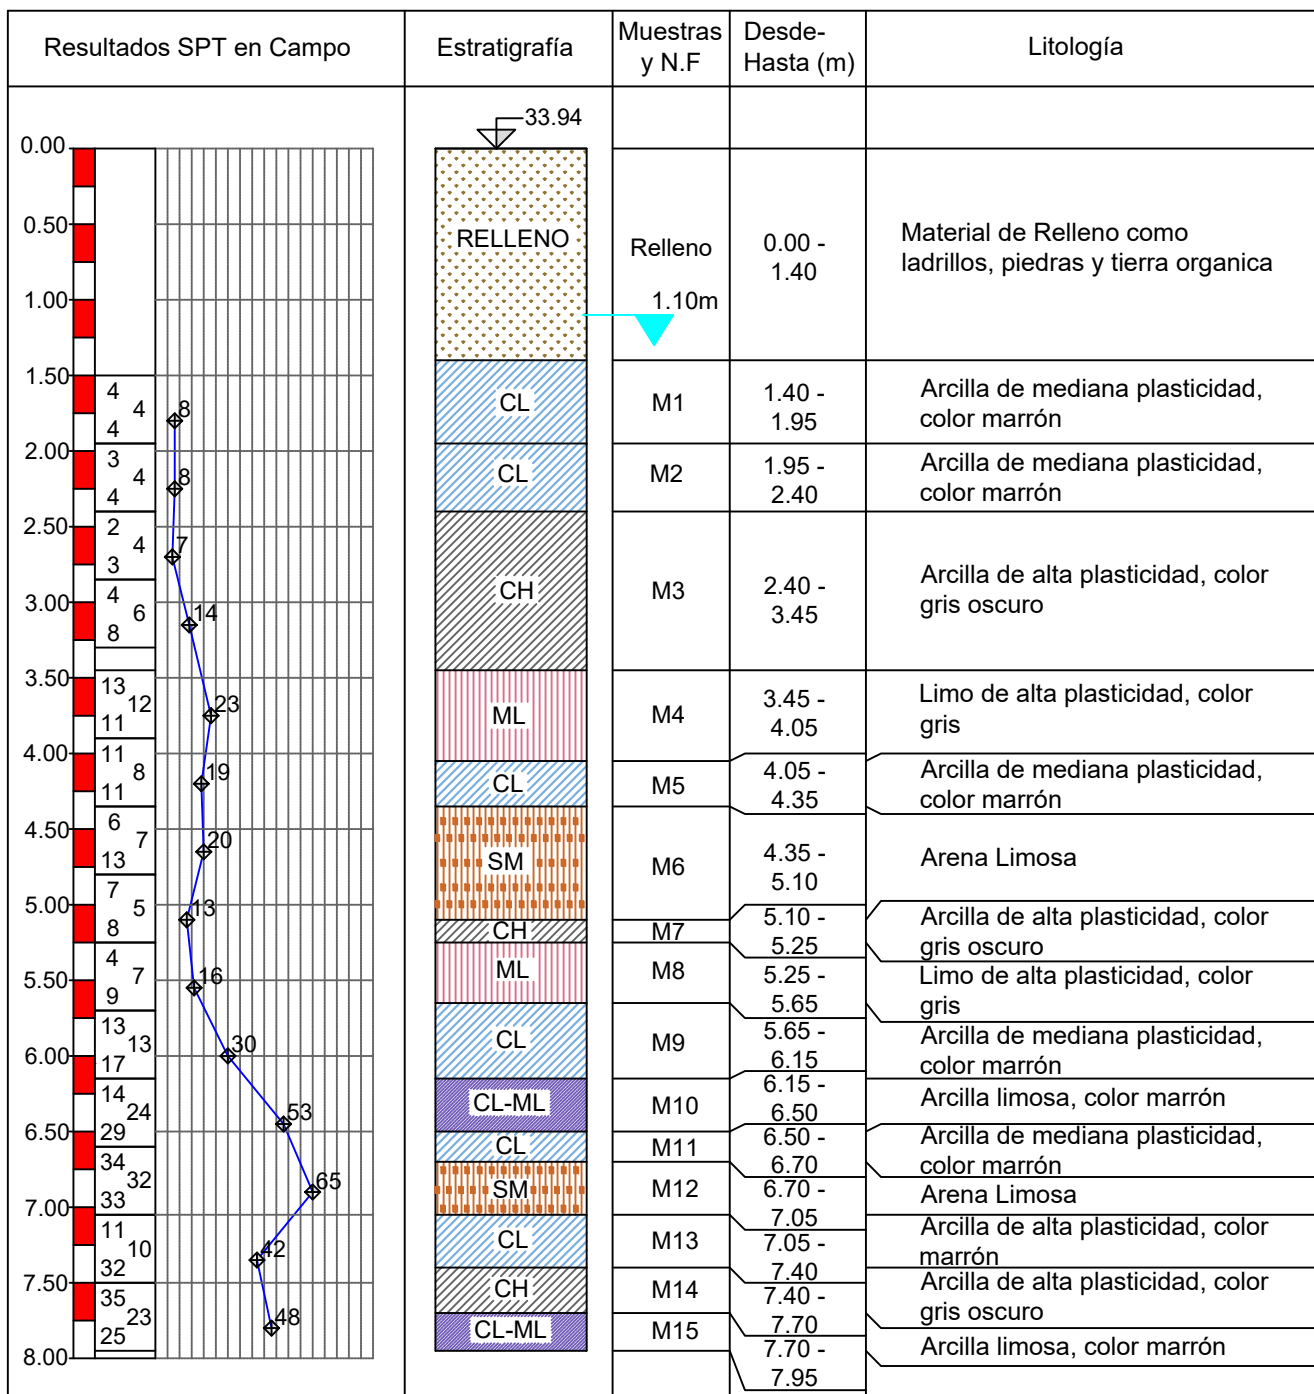 Resultados SPT en Campo
Estratigrafía
Muestras
y N.F
Desde-
Hasta (m)
Litología
33.94
0.00
0.50
1.00
1.50
2.00
2.50
3.00
3.50
4.00
4.50
5.00
5.50
6.00
6.50
7.00
7.50
8.00
4
4
4
8
3
4
4
8
2
4
3
7
4
6
8
14
13
12
11
23
11
8
11
19
6
7
13
20
7
5
8
13
4
7
9
16
13
13
17
30
14
24
29
53
34
32
33
65
11
10
32
42
35
23
25
48
RELLENO
Relleno
1.10m
0.00 -
1.40
Material de Relleno como
ladrillos, piedras y tierra organica
CL
M1
1.40 -
1.95
Arcilla de mediana plasticidad,
color marrón
CL
M2
1.95 -
2.40
Arcilla de mediana plasticidad,
color marrón
CH
M3
2.40 -
3.45
Arcilla de alta plasticidad, color
gris oscuro
ML
M4
3.45 -
4.05
Limo de alta plasticidad, color
gris
CL
M5
4.05 -
4.35
Arcilla de mediana plasticidad,
color marrón
SM
M6
4.35 -
5.10
Arena Limosa
CH
M7
5.10 -
5.25
Arcilla de alta plasticidad, color
gris oscuro
ML
M8
5.25 -
5.65
Limo de alta plasticidad, color
gris
CL
M9
5.65 -
6.15
Arcilla de mediana plasticidad,
color marrón
CL-ML
M10
6.15 -
6.50
Arcilla limosa, color marrón
CL
M11
6.50 -
6.70
Arcilla de mediana plasticidad,
color marrón
SM
M12
6.70 -
7.05
Arena Limosa
CL
M13
7.05 -
7.40
Arcilla de alta plasticidad, color
marrón
CH
M14
7.40 -
7.70
Arcilla de alta plasticidad, color
gris oscuro
CL-ML
M15
7.70 -
7.95
Arcilla limosa, color marrón